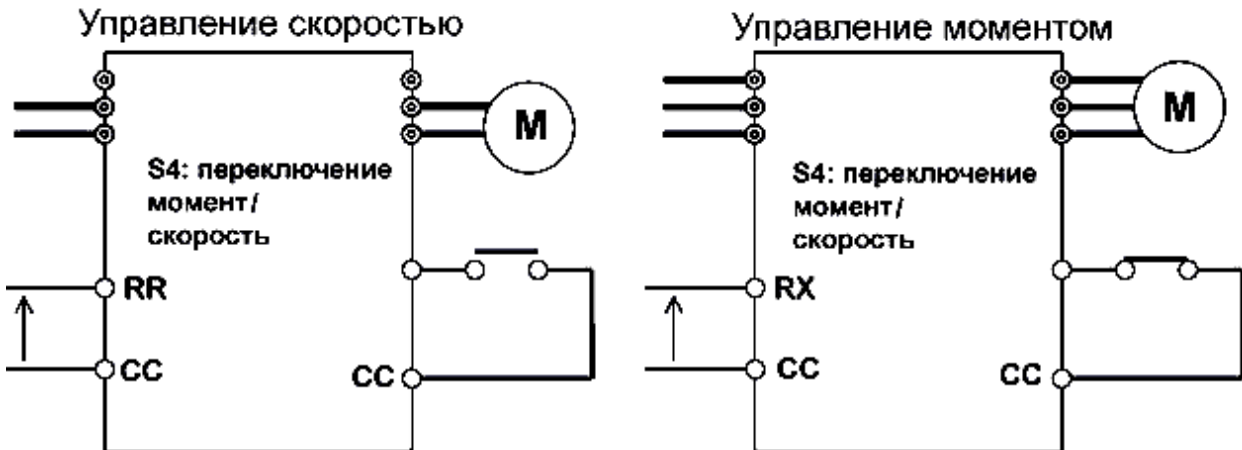 Управление скоростью
M
S4: переключение
момент/
скорость
RR
CC
CC
Управление моментом
M
S4: переключение
момент/
скорость
RX
CC
CC